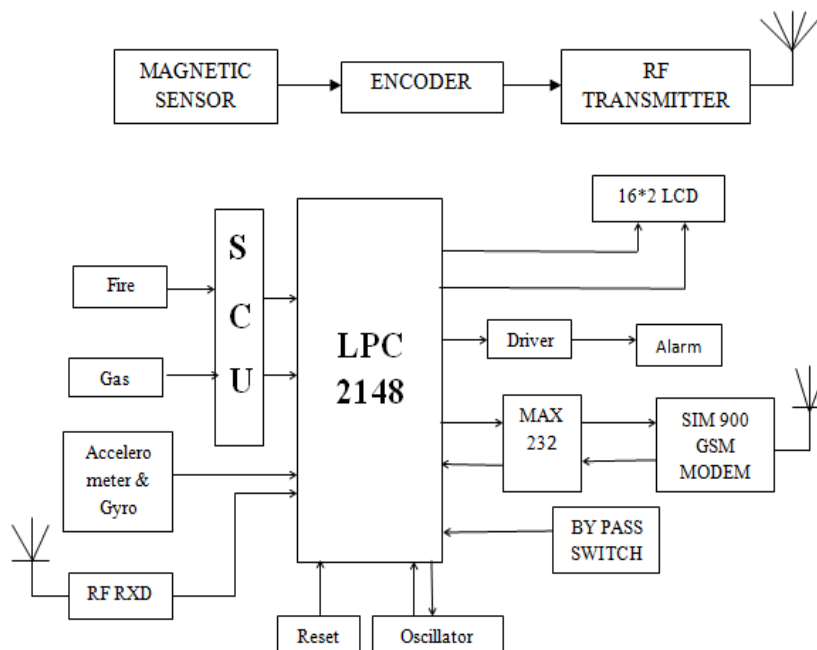 MAGNETIC
SENSOR
ENCODER
RF
TRANSMITTER
16*2 LCD
S
C
U
Fire
Gas
LPC
2148
Driver
Alarm
MAX
232
SIM 900
GSM
MODEM
Accelero
meter &
Gyro
BY PASS
SWITCH
RF RXD
Reset
Oscillator